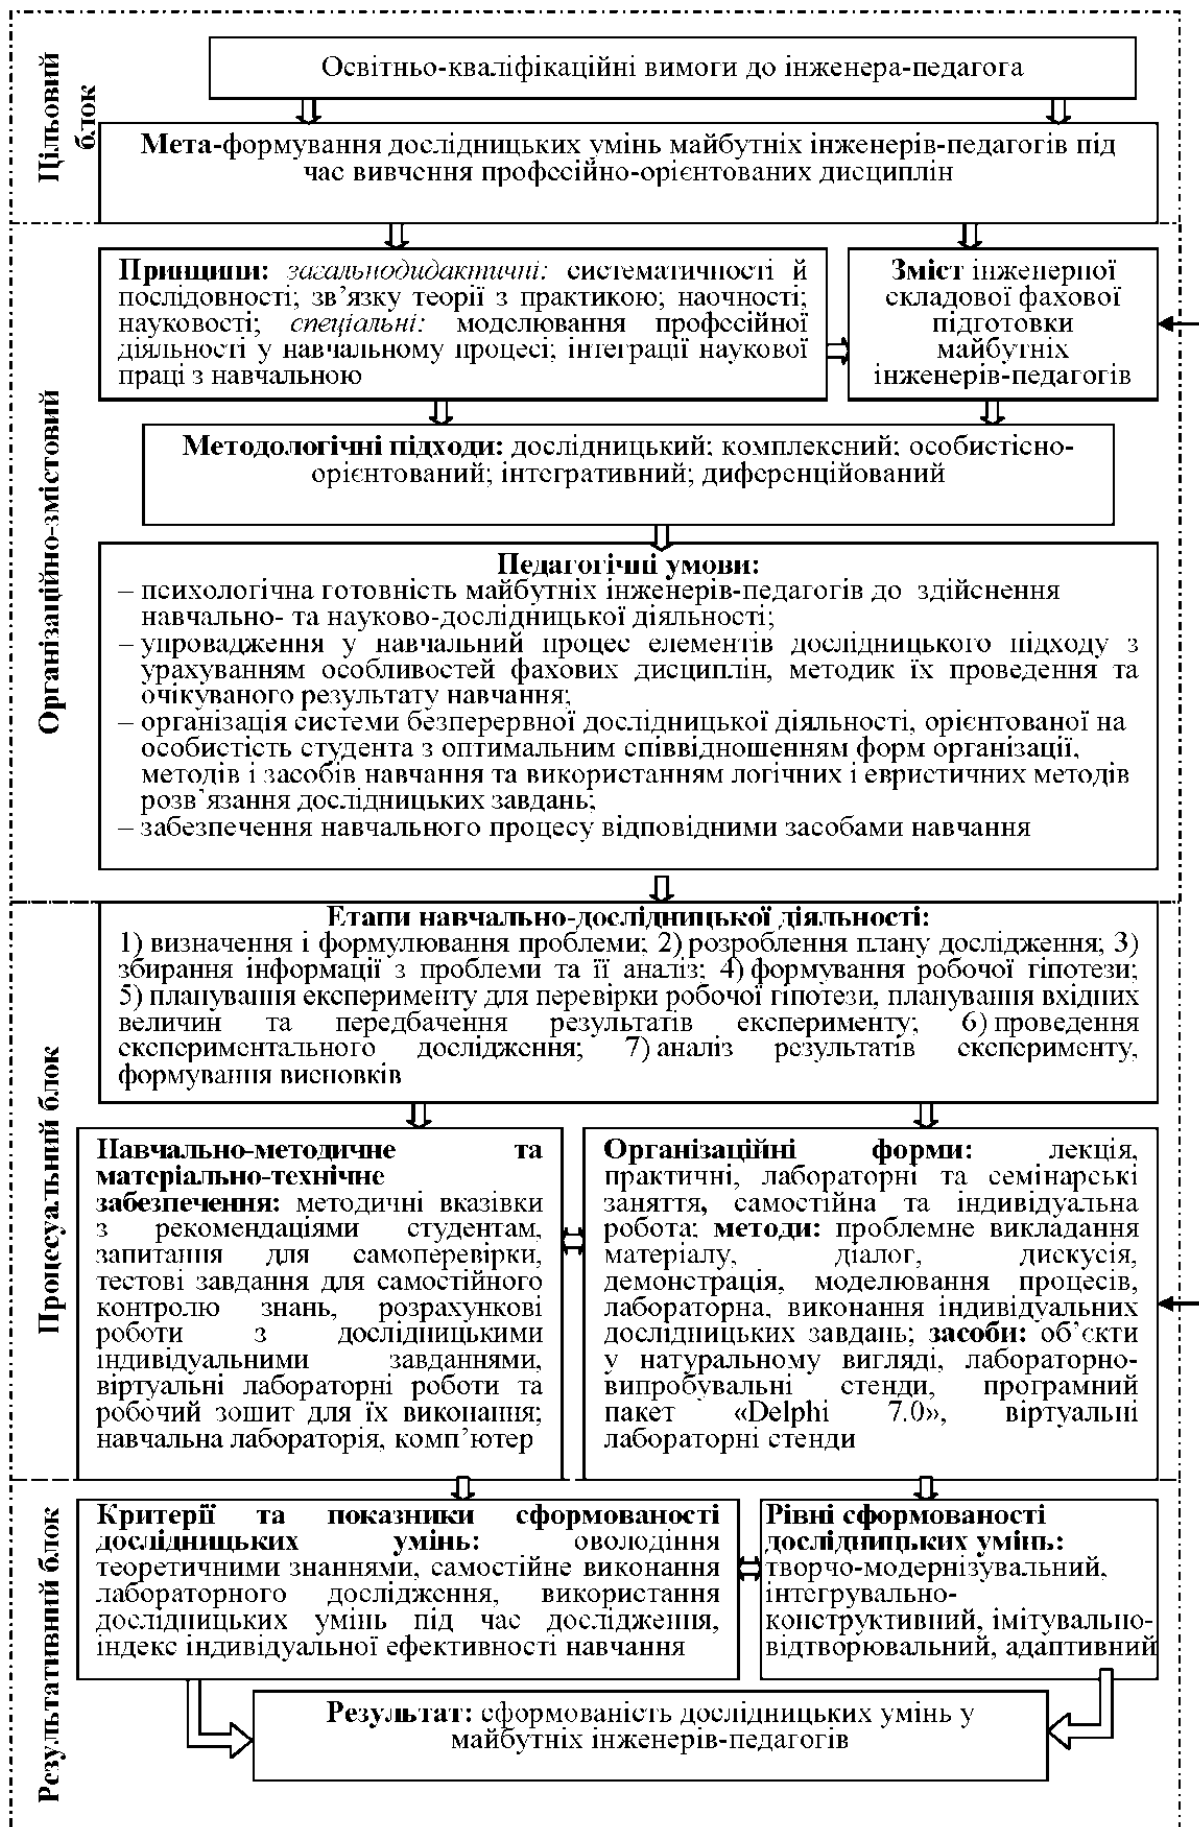 Цільовий
блок
Освітньо-кваліфікаційні вимоги до інженера-педагога
Мета-формування дослідницьких умінь майбутніх інженерів-педагогів під
час вивчення професійно-орієнтованих дисциплін
Організаційно-змістовий
Принципи: загальнодидактичні: систематичності й
послідовності; зв’язку теорії з практикою; наочності;
науковості; спеціальні: моделювання професійної
діяльності у навчальному процесі; інтеграції наукової
праці з навчальною
Зміст інженерної
складової фахової
підготовки
майбутніх
інженерів-педагогів
Методологічні підходи: дослідницький; комплексний; особистісно-
орієнтований; інтегративний; диференційований
Педагогічні умови:
– психологічна готовність майбутніх інженерів-педагогів до здійснення
навчально- та науково-дослідницької діяльності;
– упровадження у навчальний процес елементів дослідницького підходу з
урахуванням особливостей фахових дисциплін, методик їх проведення та
очікуваного результату навчання;
– організація системи безперервної дослідницької діяльності, орієнтованої на
особистість студента з оптимальним співвідношенням форм організації,
методів і засобів навчання та використанням логічних і евристичних методів
розв’язання дослідницьких завдань;
– забезпечення навчального процесу відповідними засобами навчання
Процесуальний блок
Етапи навчально-дослідницької діяльності:
1) визначення і формулювання проблеми; 2) розроблення плану дослідження; 3)
збирання інформації з проблеми та її аналіз; 4) формування робочої гіпотези;
5) планування експерименту для перевірки робочої гіпотези, планування вхідних
величин та передбачення результатів експерименту; 6) проведення
експериментального дослідження; 7) аналіз результатів експерименту,
формування висновків
Навчально-методичне та
матеріально-технічне
забезпечення: методичні вказівки
з рекомендаціями студентам,
запитання для самоперевірки,
тестові завдання для самостійного
контролю знань, розрахункові
роботи з дослідницькими
індивідуальними завданнями,
віртуальні лабораторні роботи та
робочий зошит для їх виконання;
навчальна лабораторія, комп’ютер
Організаційні форми: лекція,
практичні, лабораторні та семінарські
заняття, самостійна та індивідуальна
робота; методи: проблемне викладання
матеріалу, діалог, дискусія,
демонстрація, моделювання процесів,
лабораторна, виконання індивідуальних
дослідницьких завдань; засоби: об’єкти
у натуральному вигляді, лабораторно-
випробувальні стенди, програмний
пакет «Delphi 7.0», віртуальні
лабораторні стенди
Результативний блок
Критерії та показники сформованості
дослідницьких умінь: оволодіння
теоретичними знаннями, самостійне виконання
лабораторного дослідження, використання
дослідницьких умінь під час дослідження,
індекс індивідуальної ефективності навчання
Рівні сформованості
дослідницьких умінь:
творчо-модернізувальний,
інтегрувально-
конструктивний, імітувально-
відтворювальний, адаптивний
Результат: сформованість дослідницьких умінь у
майбутніх інженерів-педагогів